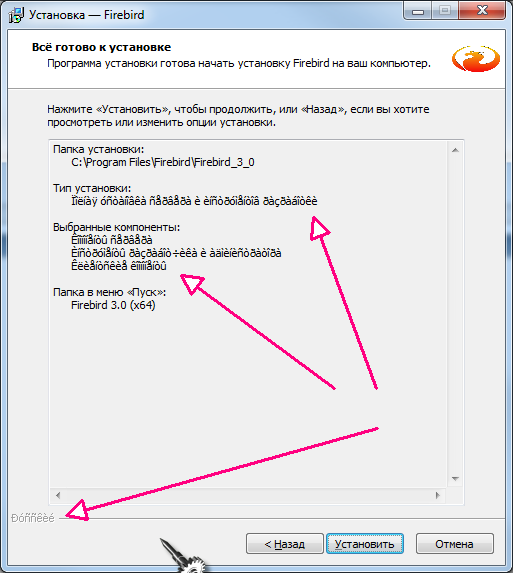 Установка — Firebird
Всё готово к установке
Программа установки готова начать установку Firebird на ваш компьютер.
Нажмите «Установить», чтобы продолжить, или «Назад», если вы хотите
просмотреть или изменить опции установки.
Папка установки:
C:\Program Files\Firebird\Firebird_3_0
Тип установки:
Ïîëíàÿ óñòàíîâêà ñåðâåðà è èíñòðóìåíòîâ ðàçðàáîòêè
Выбранные компоненты:
Êîìïîíåíòû ñåðâåðà
Èíñòðóìåíòû ðàçðàáîò÷èêà è àäìèíèñòðàòîðà
Êëèåíòñêèå êîìïîíåíòû
Папка в меню «Пуск»:
Firebird 3.0 (x64)
Ðóññêèé
< Назад
Установить
Отмена